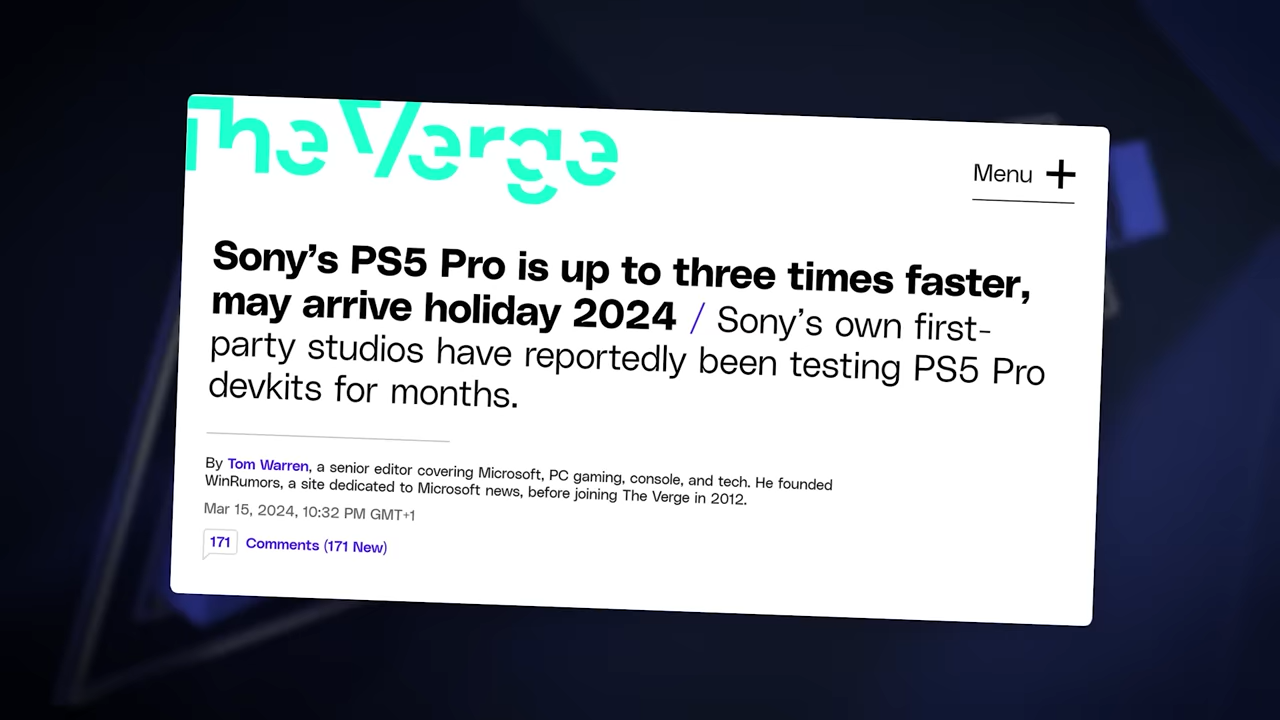 The Verge
Menu +
Sony's PS5 Pro is up to three times faster,
may arrive holiday 2024 / Sony's own first-
party studios have reportedly been testing PS5 Pro
devkits for months.
By Tom Warren, a senior editor covering Microsoft, PC gaming, console, and tech. He founded
WinRumors, a site dedicated to Microsoft news, before joining The Verge in 2012.
Mar 15, 2024, 10:32 PM GMT+1
171 Comments (171 New)